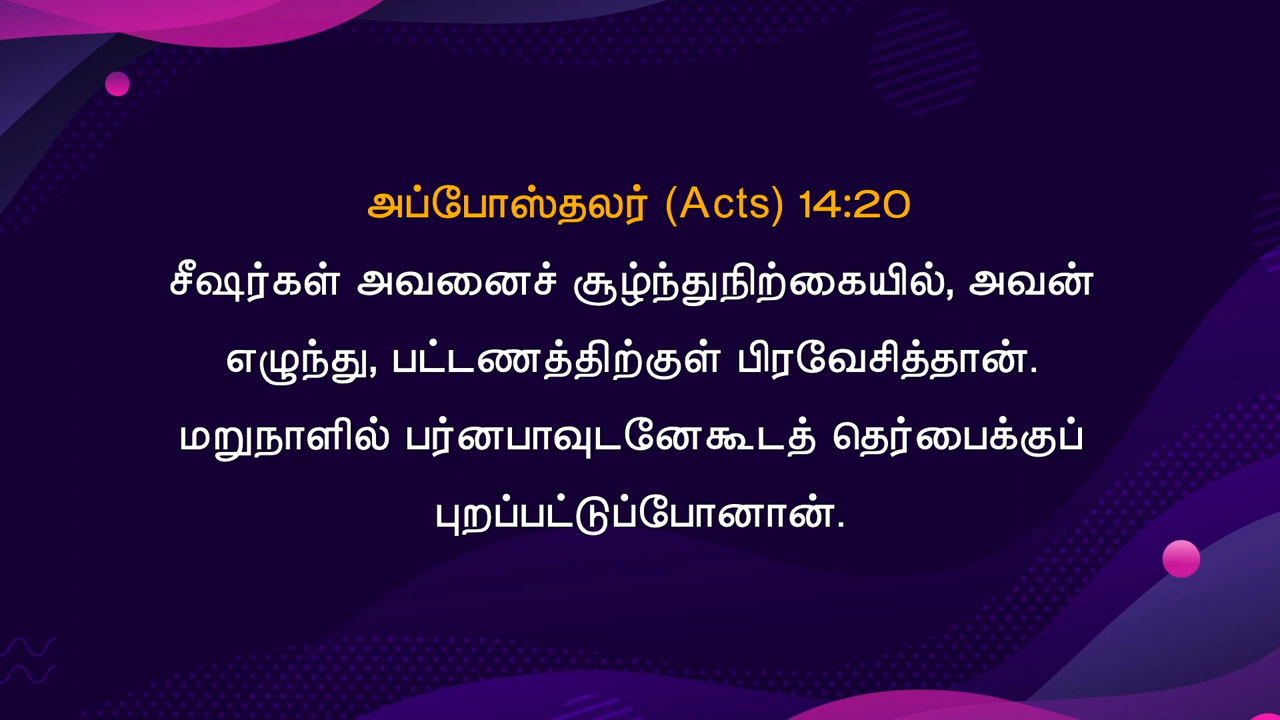 அப்போஸ்தலர் (Acts) 14:20
சீஷர்கள் அவனைச் சூழ்ந்துநிற்கையில், அவன்
எழுந்து, பட்டணத்திற்குள் பிரவேசித்தான்.
மறுநாளில் பர்னபாவுடனேகூடத் தெர்பைக்குப்
புறப்பட்டுப்போனான்.